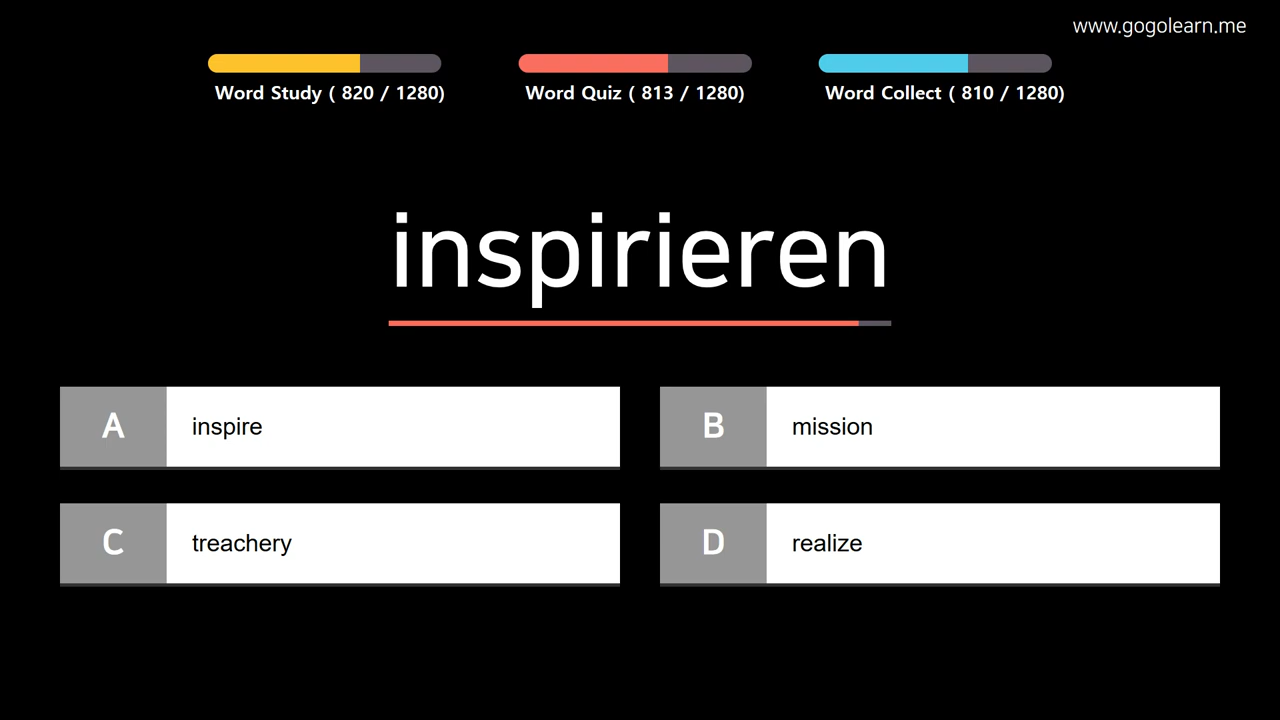 www.gogolearn.me
Word Study ( 820 / 1280)
Word Quiz ( 813 / 1280)
Word Collect ( 810 / 1280)
inspirieren
A inspire
B mission
C treachery
D realize